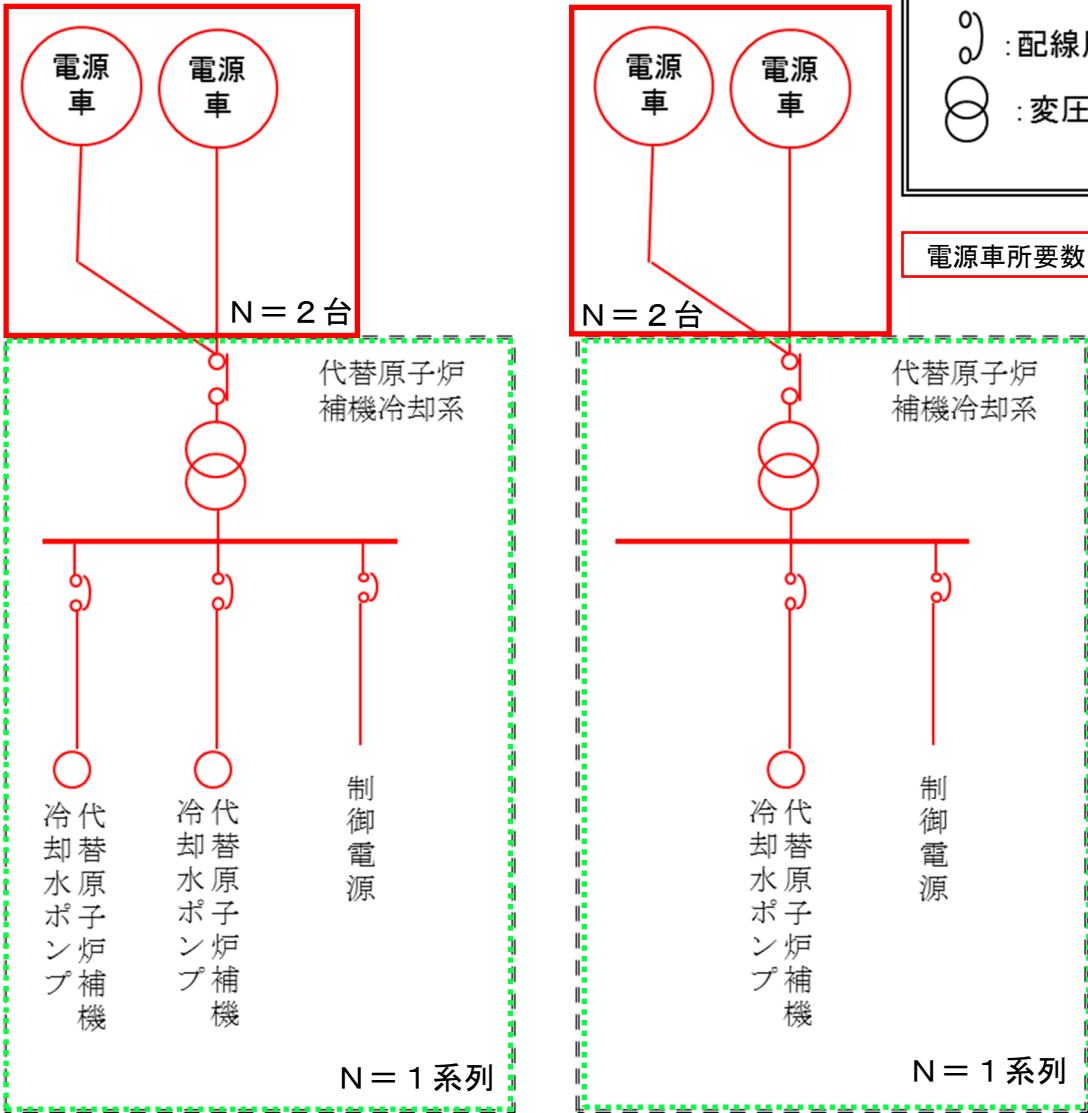 電源
車
電源
車
N=2台
代替原子炉
補機冷却系
代替原子炉補機
冷却水ポンプ
代替原子炉補機
冷却水ポンプ
制御電源
N=1系列
電源
車
電源
車
N=2台
代替原子炉
補機冷却系
代替原子炉補機
冷却水ポンプ
制御電源
N=1系列
:配線
:変圧
電源車所要数